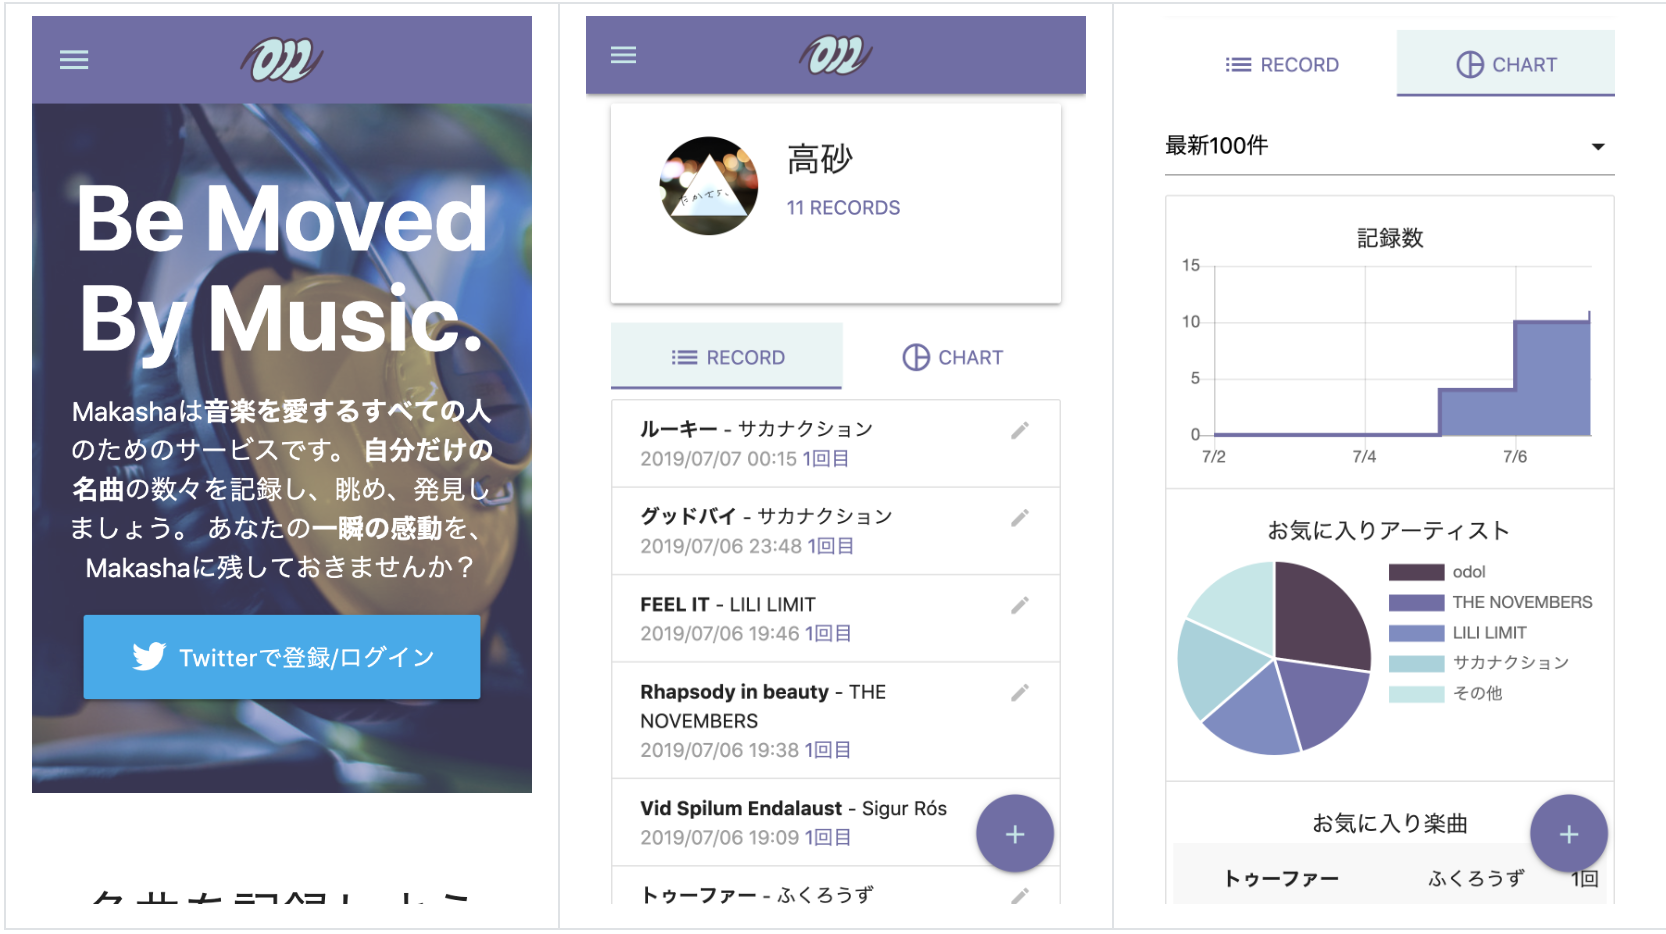 Be Moved
By Music.
Makashaは音楽を愛するすべての人
のためのサービスです。 自分だけの
名曲の数々を記録し、眺め、発見し
ましょう。 あなたの一瞬の感動を、
Makashaに残しておきませんか？
Twitterで登録/ログイン
名曲を記録しよう
高砂
11 RECORDS
RECORD
CHART
ルーキー - サカナクション
2019/07/07 00:15 1回目
グッドバイ - サカナクション
2019/07/06 23:48 1回目
FEEL IT - LILI LIMIT
2019/07/06 19:46 1回目
Rhapsody in beauty - THE
NOVEMBERS
2019/07/06 19:38 1回目
Vid Spilum Endalaust - Sigur Rós
2019/07/06 19:09 1回目
トゥーファー - ふくろうず
RECORD
CHART
最新100件
記録数
15
10
5
0
7/2 7/4 7/6
お気に入りアーティスト
odol
THE NOVEMBERS
LILI LIMIT
サカナクション
その他
お気に入り楽曲
トゥーファー ふくろうず 1回